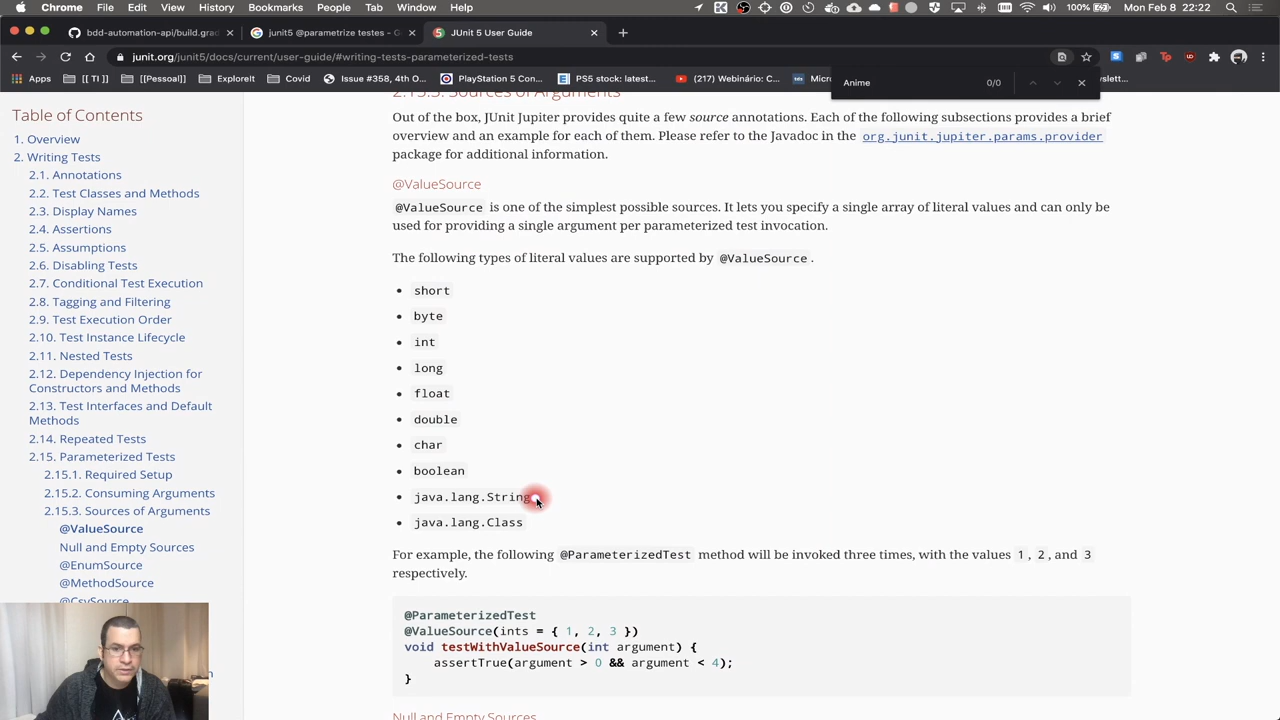 Chrome File Edit View History Bookmarks People Tab Window Help
100% Mon Feb 8 22:22
bdd-automation-api/build.grad
junit5 @parametrize testes - G
JUnit 5 User Guide
junit.org/junit5/docs/current/user-guide/#writing-tests-parameterized-tests
Apps [[ TI ]] [[Pessoal]] ExploreIt Covid Issue #358, 4th O... PlayStation 5 Con... PS5 stock: latest... (217) Webinário: C...
Anime 0/0
2.15.3. Sources of Arguments
Table of Contents
1. Overview
2. Writing Tests
2.1. Annotations
2.2. Test Classes and Methods
2.3. Display Names
2.4. Assertions
2.5. Assumptions
2.6. Disabling Tests
2.7. Conditional Test Execution
2.8. Tagging and Filtering
2.9. Test Execution Order
2.10. Test Instance Lifecycle
2.11. Nested Tests
2.12. Dependency Injection for
Constructors and Methods
2.13. Test Interfaces and Default
Methods
2.14. Repeated Tests
2.15. Parameterized Tests
2.15.1. Required Setup
2.15.2. Consuming Arguments
2.15.3. Sources of Arguments
@ValueSource
Null and Empty Sources
@EnumSource
@MethodSource
@CsvSource
Out of the box, JUnit Jupiter provides quite a few source annotations. Each of the following subsections provides a brief
overview and an example for each of them. Please refer to the Javadoc in the org.junit.jupiter.params.provider
package for additional information.
@ValueSource
@ValueSource is one of the simplest possible sources. It lets you specify a single array of literal values and can only be
used for providing a single argument per parameterized test invocation.
The following types of literal values are supported by @ValueSource .
• short
• byte
• int
• long
• float
• double
• char
• boolean
• java.lang.String
• java.lang.Class
For example, the following @ParameterizedTest method will be invoked three times, with the values 1 , 2 , and 3
respectively.
@ParameterizedTest
@ValueSource(ints = { 1, 2, 3 })
void testWithValueSource(int argument) {
assertTrue(argument > 0 && argument < 4);
}
Null and Empty Sources